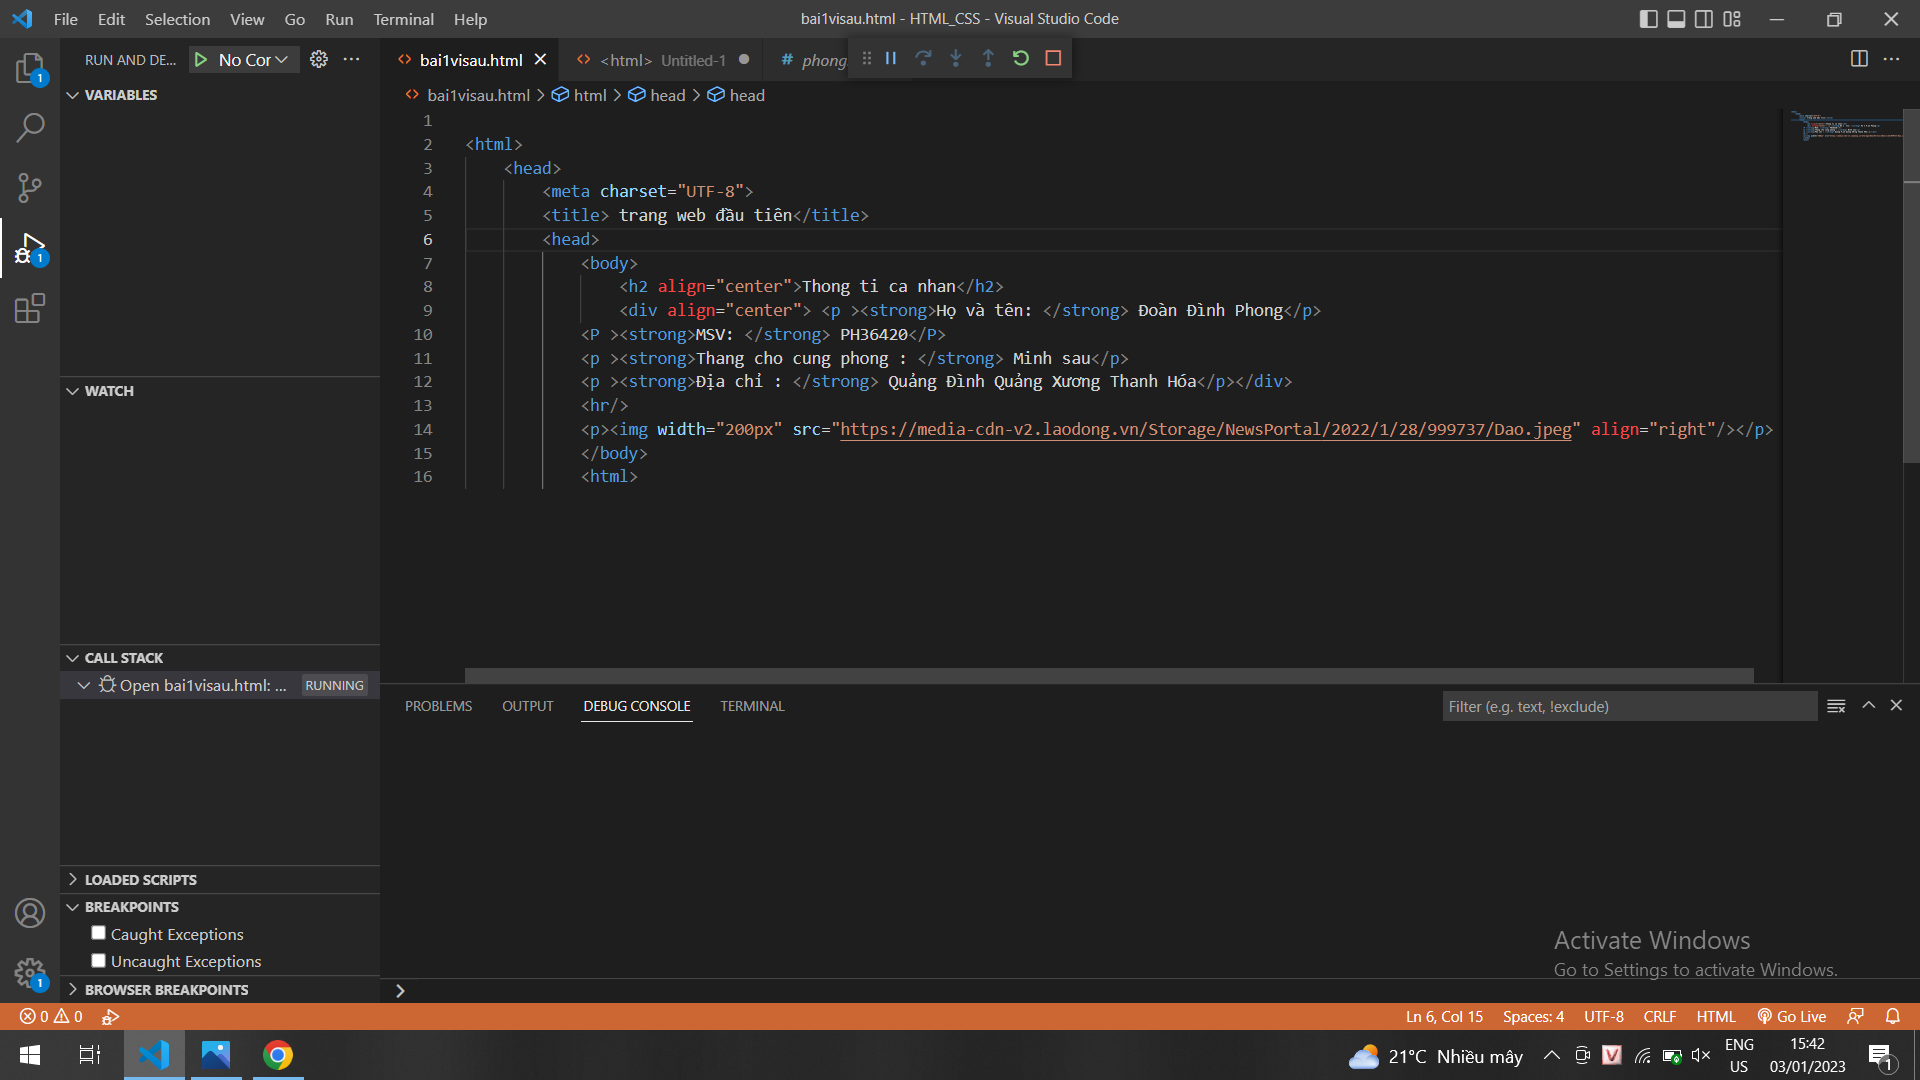 File Edit Selection View Go Run Terminal Help
bai1visau.html - HTML_CSS - Visual Studio Code
RUN AND DE... No Cor
bai1visau.html <html> Untitled-1 # phong
bai1visau.html > html > head > head
VARIABLES
1
2 <html>
3 <head>
4 <meta charset="UTF-8">
5 <title> trang web đầu tiên</title>
6 <head>
7 <body>
8 <h2 align="center">Thong ti ca nhan</h2>
9 <div align="center"> <p ><strong>Họ và tên: </strong> Đoàn Đình Phong</p>
10 <P ><strong>MSV: </strong> PH36420</P>
11 <p ><strong>Thang cho cung phong : </strong> Minh sau</p>
12 <p ><strong>Địa chỉ : </strong> Quảng Đình Quảng Xương Thanh Hóa</p></div>
13 <hr/>
14 <p><img width="200px" src="https://media-cdn-v2.laodong.vn/Storage/NewsPortal/2022/1/28/999737/Dao.jpeg" align="right"/></p>
15 </body>
16 <html>
WATCH
CALL STACK
Open bai1visau.html: ... RUNNING
LOADED SCRIPTS
BREAKPOINTS
Caught Exceptions
Uncaught Exceptions
BROWSER BREAKPOINTS
PROBLEMS OUTPUT DEBUG CONSOLE TERMINAL
Filter (e.g. text, !exclude)
Activate Windows
Go to Settings to activate Windows.
1
1
1
0 0
Ln 6, Col 15 Spaces: 4 UTF-8 CRLF HTML Go Live
21°C Nhiều mây
ENG
US
15:42
03/01/2023
1